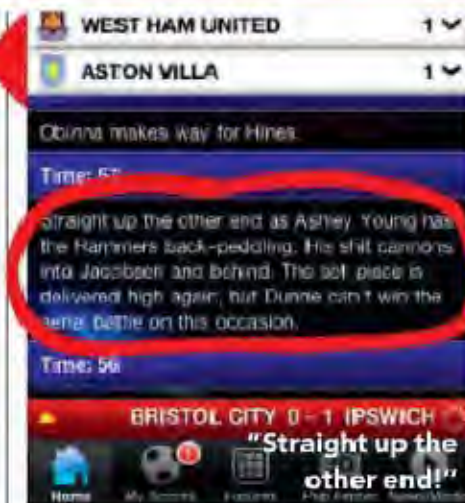 WEST HAM UNITED 1
ASTON VILLA 1
Obinna makes way for Hines.
Time: 57
Straight up the other end as Ashley Young has
the Hammers back-peddling. His shit cannons
into Jacobsen and behind. The set piece is
delivered high again, but Dunne can't win the
aerial battle on this occasion.
Time: 56
BRISTOL CITY 0 - 1 IPSWICH
"Straight up the
other end!"
Home My Scores